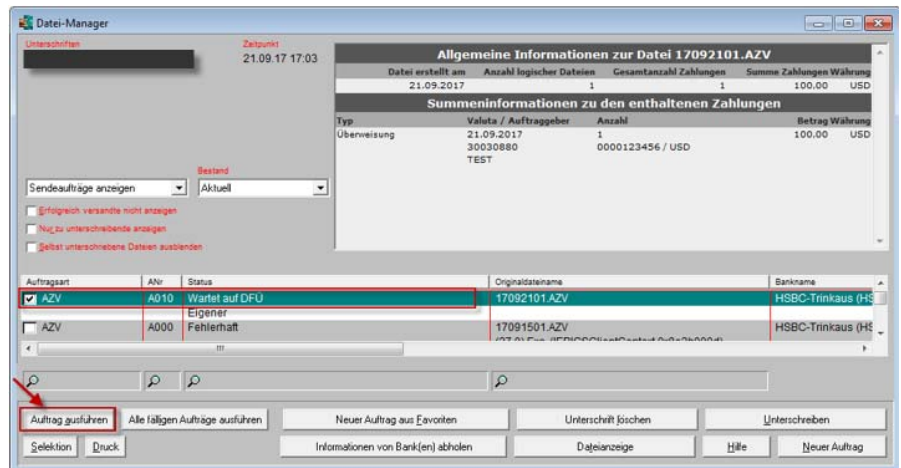 Datei-Manager
Unterschriften
Zeitpunkt
21.09.17 17:03
Allgemeine Informationen zur Datei 17092101.AZV
Datei erstellt am Anzahl logischer Dateien Gesamtanzahl Zahlungen Summe Zahlungen Währung
21.09.2017 1 1 100,00 USD
Summeninformationen zu den enthaltenen Zahlungen
Typ Valuta / Auftraggeber Anzahl Betrag Währung
Überweisung 21.09.2017 1 100,00 USD
30030880 0000123456 / USD
TEST
Bestand
Sendeaufträge anzeigen Aktuell
Erfolgreich versandte nicht anzeigen
Nur zu unterschreibende anzeigen
Selbst unterschriebene Dateien ausblenden
Auftragsart ANr Status Originaldateiname Bankname
AZV A010 Wartet auf DFÜ 17092101.AZV HSBC-Trinkaus (HS
Eigener
AZV A000 Fehlerhaft 17091501.AZV HSBC-Trinkaus (HS
Auftrag ausführen Alle fälligen Aufträge ausführen Neuer Auftrag aus Favoriten Unterschrift löschen Unterschreiben
Selektion Druck Informationen von Bank(en) abholen Dateianzeige Hilfe Neuer Auftrag